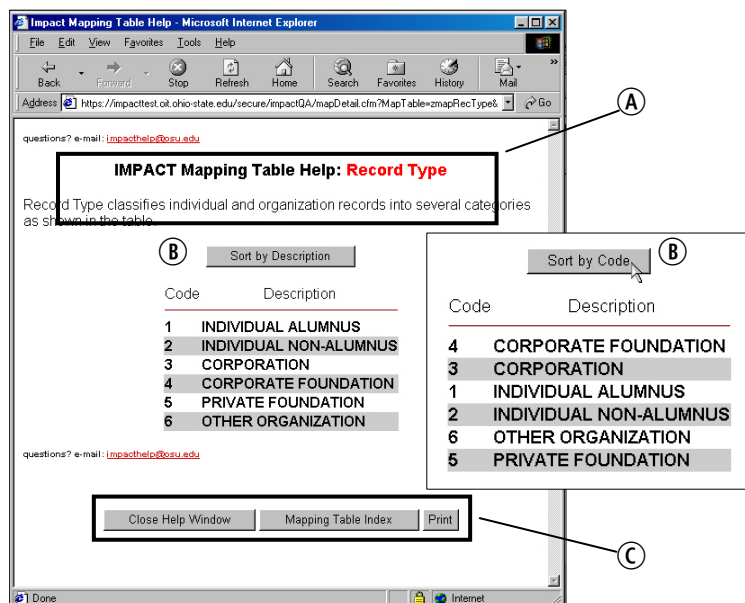 Impact Mapping Table Help - Microsoft Internet Explorer
File Edit View Favorites Tools Help
Back Forward Stop Refresh Home Search Favorites History Mail »
Address https://impacttest.oit.ohio-state.edu/secure/impactQA/mapDetail.cfm?MapTable=zmapRecType& Go
A
questions? e-mail: impacthelp@osu.edu
IMPACT Mapping Table Help: Record Type
Record Type classifies individual and organization records into several categories
as shown in the table.
B Sort by Description
Code Description
1 INDIVIDUAL ALUMNUS
2 INDIVIDUAL NON-ALUMNUS
3 CORPORATION
4 CORPORATE FOUNDATION
5 PRIVATE FOUNDATION
6 OTHER ORGANIZATION
Sort by Code B
Code Description
4 CORPORATE FOUNDATION
3 CORPORATION
1 INDIVIDUAL ALUMNUS
2 INDIVIDUAL NON-ALUMNUS
6 OTHER ORGANIZATION
5 PRIVATE FOUNDATION
questions? e-mail: impacthelp@osu.edu
Close Help Window Mapping Table Index Print
C
Done Internet